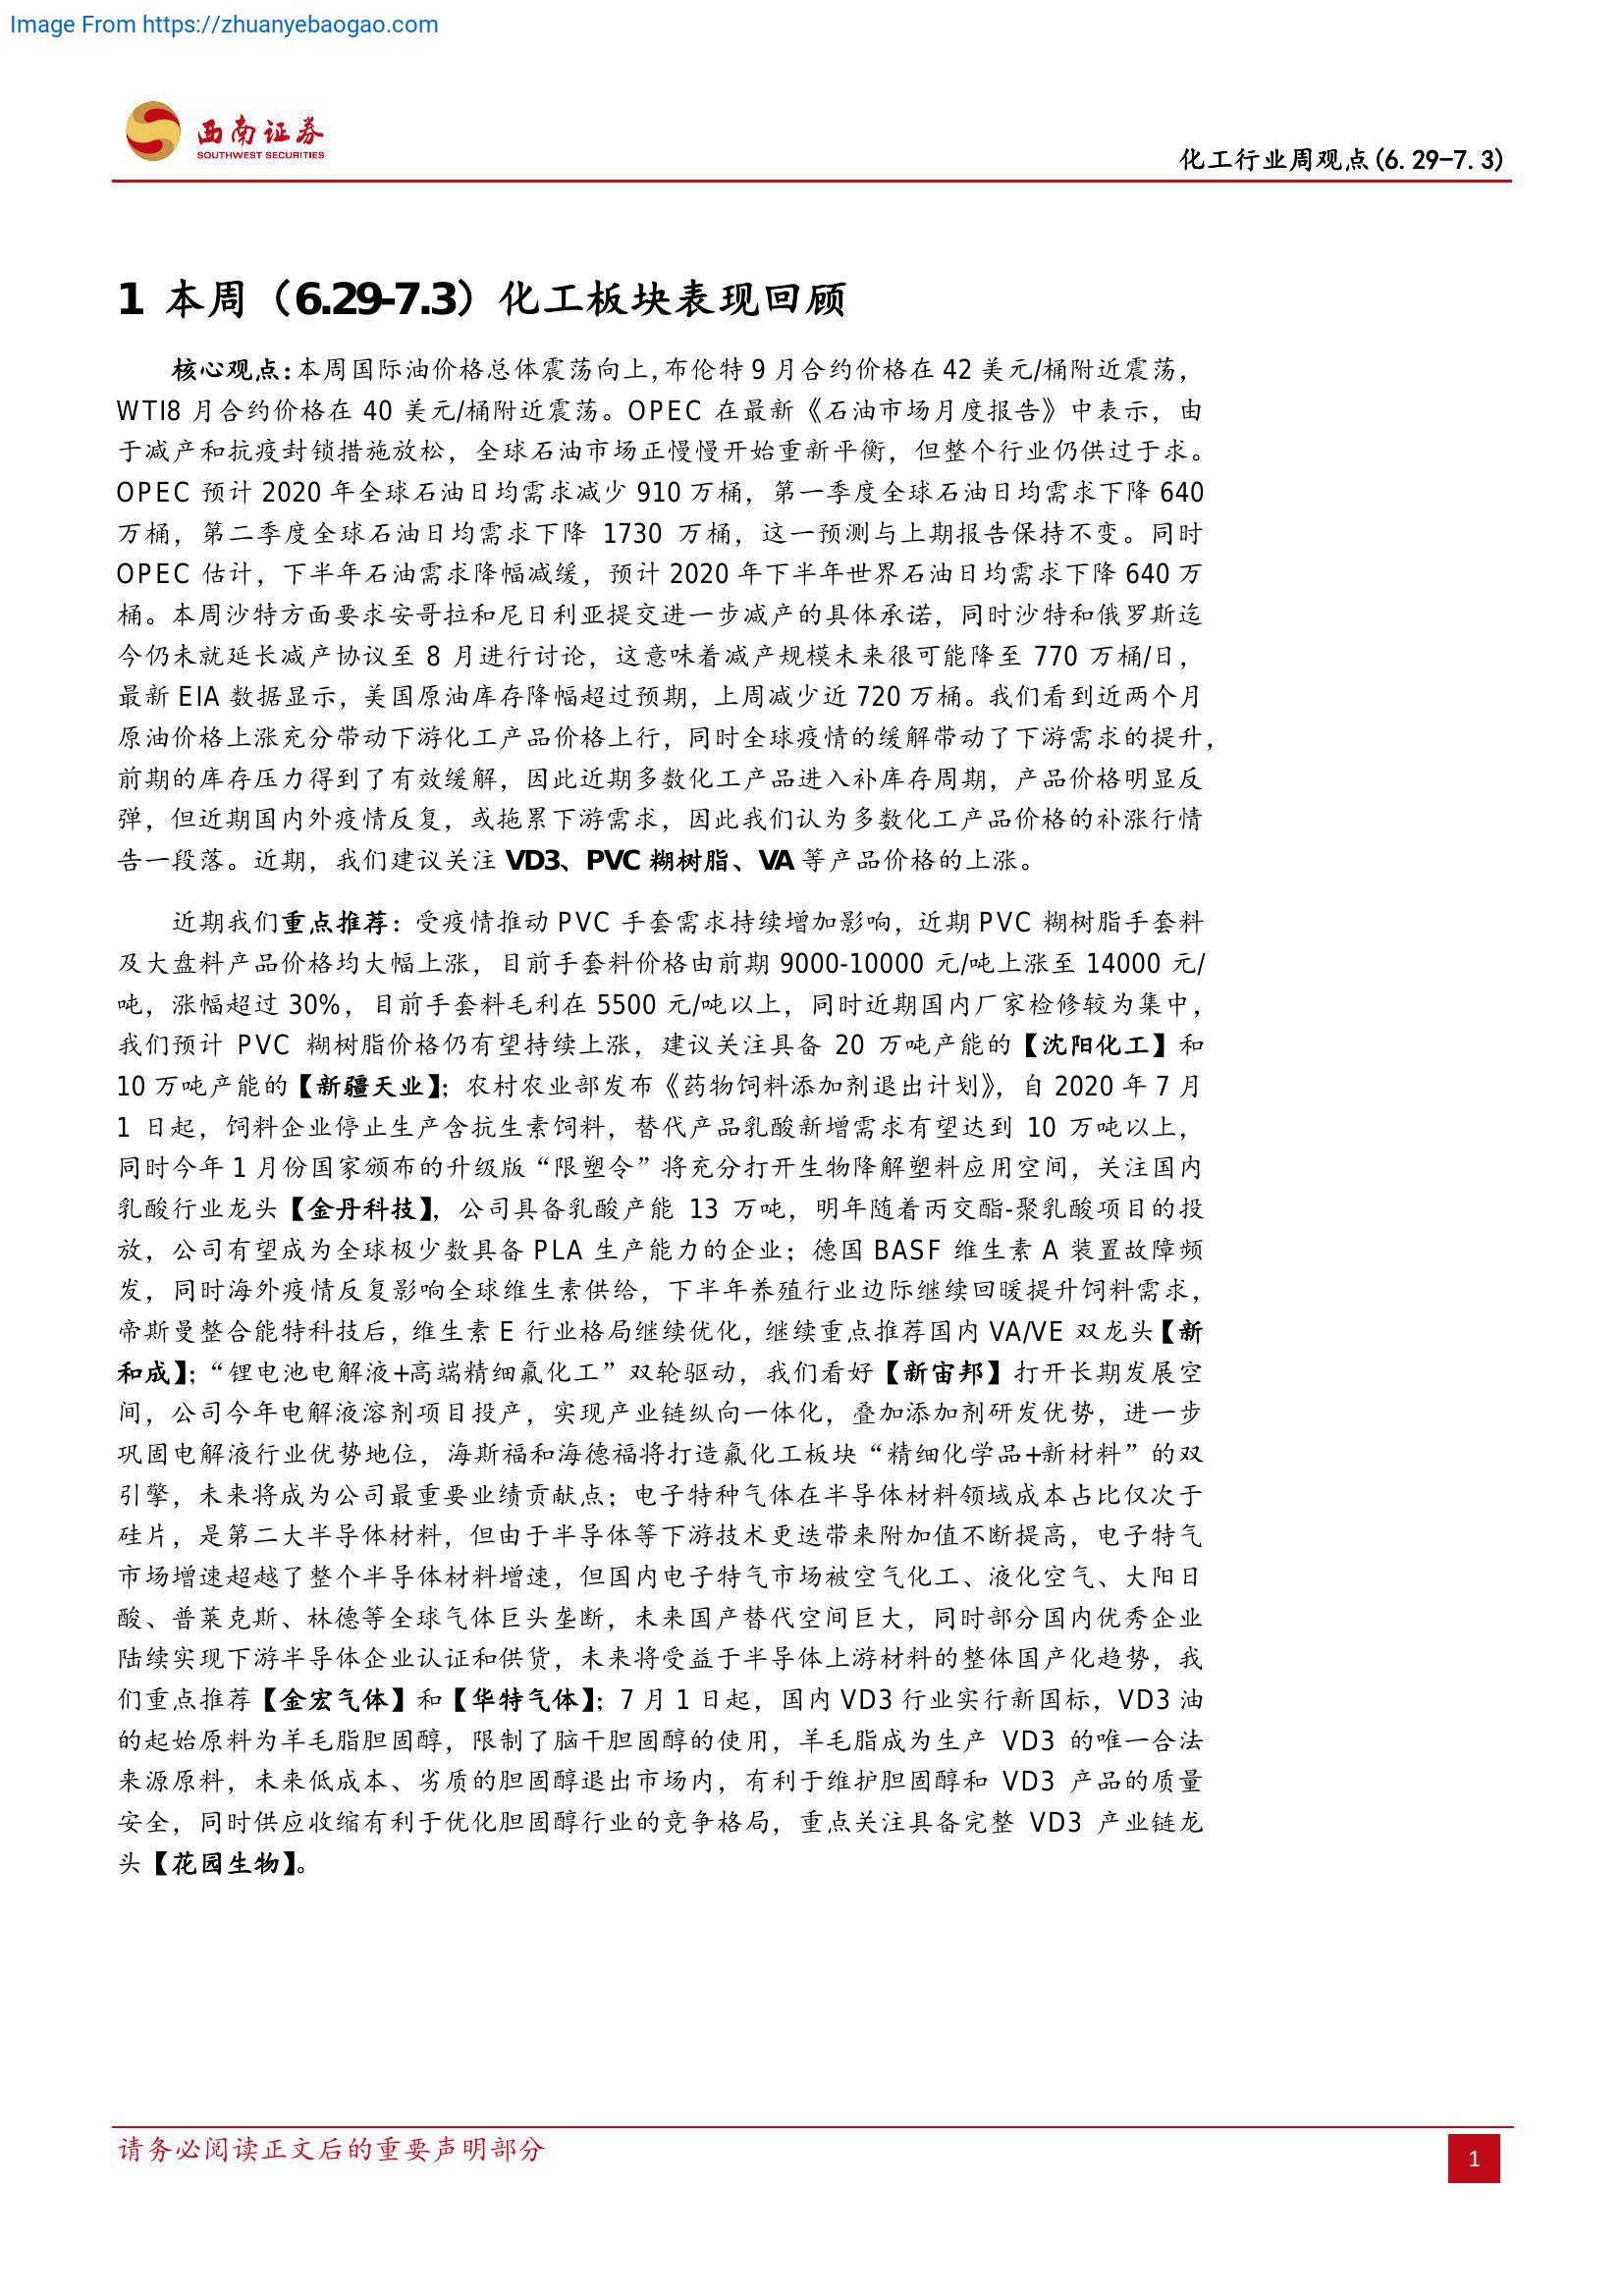 Image From https://zhuanyebaogao.com
西南证券
SOUTHWEST SECURITIES
化工行业周观点(6.29-7.3)
1 本周（6.29-7.3）化工板块表现回顾
核心观点：本周国际油价格总体震荡向上，布伦特 9 月合约价格在 42 美元/桶附近震荡，
WTI8 月合约价格在 40 美元/桶附近震荡。OPEC 在最新《石油市场月度报告》中表示，由
于减产和抗疫封锁措施放松，全球石油市场正慢慢开始重新平衡，但整个行业仍供过于求。
OPEC 预计 2020 年全球石油日均需求减少 910 万桶，第一季度全球石油日均需求下降 640
万桶，第二季度全球石油日均需求下降 1730 万桶，这一预测与上期报告保持不变。同时
OPEC 估计，下半年石油需求降幅减缓，预计 2020 年下半年世界石油日均需求下降 640 万
桶。本周沙特方面要求安哥拉和尼日利亚提交进一步减产的具体承诺，同时沙特和俄罗斯迄
今仍未就延长减产协议至 8 月进行讨论，这意味着减产规模未来很可能降至 770 万桶/日，
最新 EIA 数据显示，美国原油库存降幅超过预期，上周减少近 720 万桶。我们看到近两个月
原油价格上涨充分带动下游化工产品价格上行，同时全球疫情的缓解带动了下游需求的提升，
前期的库存压力得到了有效缓解，因此近期多数化工产品进入补库存周期，产品价格明显反
弹，但近期国内外疫情反复，或拖累下游需求，因此我们认为多数化工产品价格的补涨行情
告一段落。近期，我们建议关注 VD3、PVC 糊树脂、VA 等产品价格的上涨。
近期我们重点推荐：受疫情推动 PVC 手套需求持续增加影响，近期 PVC 糊树脂手套料
及大盘料产品价格均大幅上涨，目前手套料价格由前期 9000-10000 元/吨上涨至 14000 元/
吨，涨幅超过 30%，目前手套料毛利在 5500 元/吨以上，同时近期国内厂家检修较为集中，
我们预计 PVC 糊树脂价格仍有望持续上涨，建议关注具备 20 万吨产能的【沈阳化工】和
10 万吨产能的【新疆天业】；农村农业部发布《药物饲料添加剂退出计划》，自 2020 年 7 月
1 日起，饲料企业停止生产含抗生素饲料，替代产品乳酸新增需求有望达到 10 万吨以上，
同时今年 1 月份国家颁布的升级版“限塑令”将充分打开生物降解塑料应用空间，关注国内
乳酸行业龙头【金丹科技】，公司具备乳酸产能 13 万吨，明年随着丙交酯-聚乳酸项目的投
放，公司有望成为全球极少数具备 PLA 生产能力的企业；德国 BASF 维生素 A 装置故障频
发，同时海外疫情反复影响全球维生素供给，下半年养殖行业边际继续回暖提升饲料需求，
帝斯曼整合能特科技后，维生素 E 行业格局继续优化，继续重点推荐国内 VA/VE 双龙头【新
和成】；“锂电池电解液+高端精细氟化工”双轮驱动，我们看好【新宙邦】打开长期发展空
间，公司今年电解液溶剂项目投产，实现产业链纵向一体化，叠加添加剂研发优势，进一步
巩固电解液行业优势地位，海斯福和海德福将打造氟化工板块“精细化学品+新材料”的双
引擎，未来将成为公司最重要业绩贡献点；电子特种气体在半导体材料领域成本占比仅次于
硅片，是第二大半导体材料，但由于半导体等下游技术更迭带来附加值不断提高，电子特气
市场增速超越了整个半导体材料增速，但国内电子特气市场被空气化工、液化空气、大阳日
酸、普莱克斯、林德等全球气体巨头垄断，未来国产替代空间巨大，同时部分国内优秀企业
陆续实现下游半导体企业认证和供货，未来将受益于半导体上游材料的整体国产化趋势，我
们重点推荐【金宏气体】和【华特气体】；7 月 1 日起，国内 VD3 行业实行新国标，VD3 油
的起始原料为羊毛脂胆固醇，限制了脑干胆固醇的使用，羊毛脂成为生产 VD3 的唯一合法
来源原料，未来低成本、劣质的胆固醇退出市场内，有利于维护胆固醇和 VD3 产品的质量
安全，同时供应收缩有利于优化胆固醇行业的竞争格局，重点关注具备完整 VD3 产业链龙
头【花园生物】。
请务必阅读正文后的重要声明部分
1